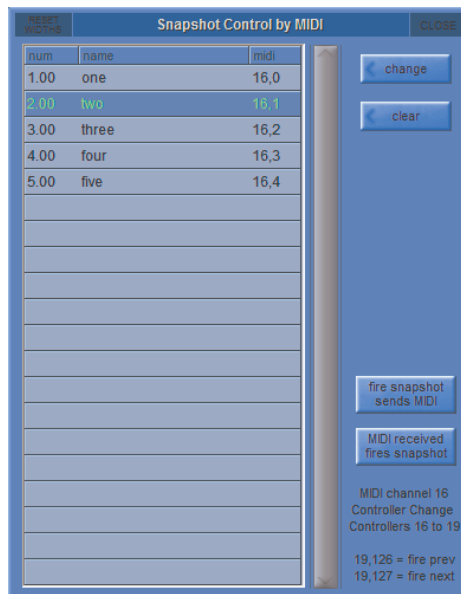 RESET
WIDTHS
Snapshot Control by MIDI
CLOSE
num name midi
1.00 one 16,0
2.00 two 16,1
3.00 three 16,2
4.00 four 16,3
5.00 five 16,4
change
clear
fire snapshot
sends MIDI
MIDI received
fires snapshot
MIDI channel 16
Controller Change
Controllers 16 to 19
19,126 = fire prev
19,127 = fire next